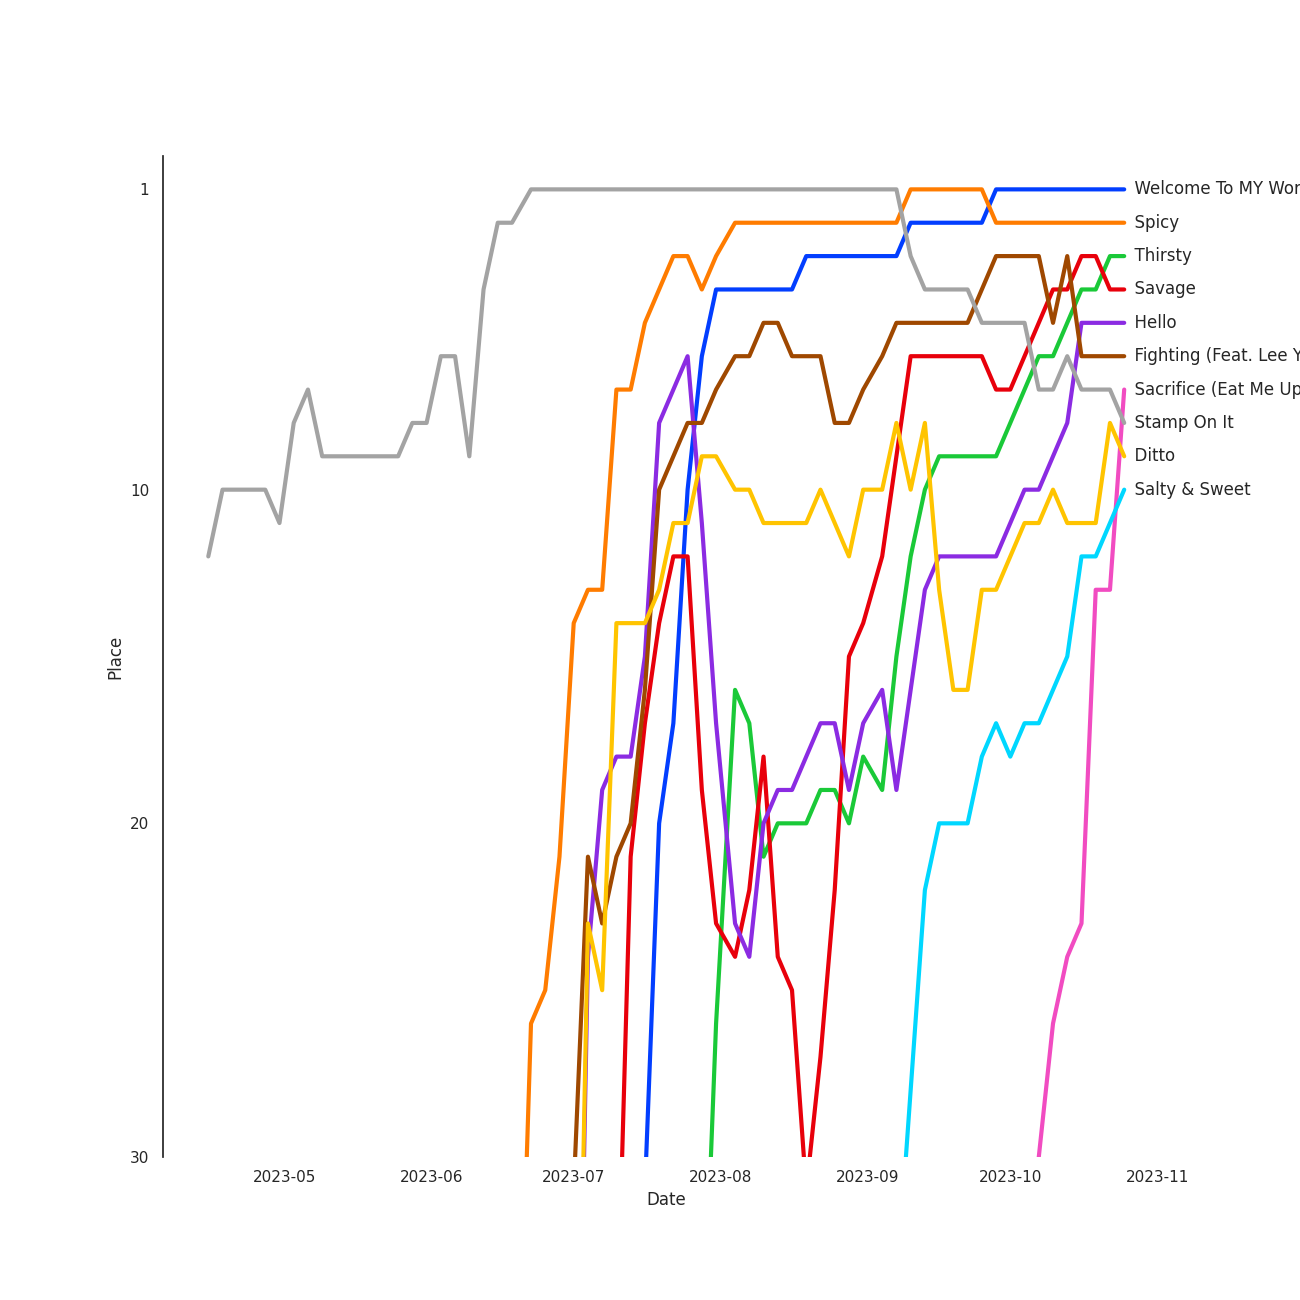 1
10
20
30
Place
2023-05
2023-06
2023-07
2023-08
2023-09
2023-10
2023-11
Date
Welcome To MY
Spicy
Thirsty
Savage
Hello
Fighting (Feat. Lee
Sacrifice (Eat Me Up
Stamp On It
Ditto
Salty & Sweet